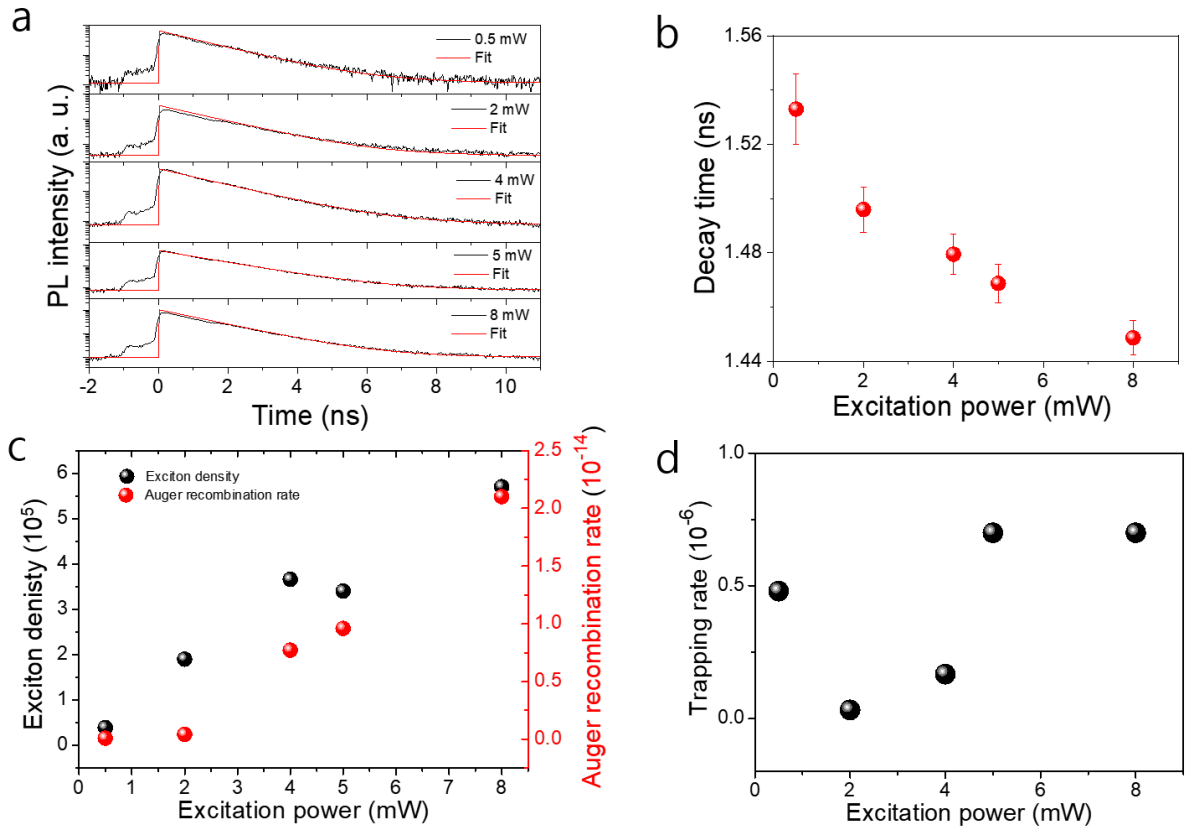 a
0.5 mW
Fit
2 mW
Fit
4 mW
Fit
5 mW
Fit
8 mW
Fit
PL intensity (a. u.)
-2 0 2 4 6 8 10
Time (ns)
b
1.56
1.52
1.48
1.44
Decay time (ns)
0 2 4 6 8
Excitation power (mW)
c
Exciton density
Auger recombination rate
6
5
4
3
2
1
0
Exciton denisty (10⁵)
2.5
2.0
1.5
1.0
0.5
0.0
Auger recombination rate (10⁻¹⁴)
0 1 2 3 4 5 6 7 8
Excitation power (mW)
d
1.0
0.5
0.0
Trapping rate (10⁻⁶)
2 4 6 8
Excitation power (mW)